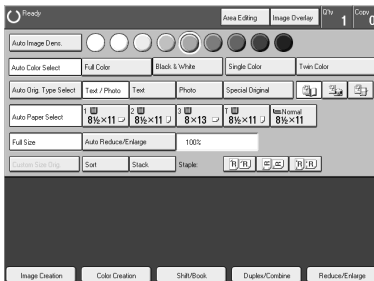 Ready Area Editing Image Overlay Q'ty 1 Copy 0
Auto Image Dens.
Auto Color Select Full Color Black & White Single Color Twin Color
Auto Orig. Type Select Text / Photo Text Photo Special Original
Auto Paper Select 1 8½×11 2 8½×11 3 8×13 T 8½×11 Normal 8½×11
Full Size Auto Reduce/Enlarge 100%
Custom Size Orig. Sort Stack Staple:
Image Creation Color Creation Shift/Book Duplex/Combine Reduce/Enlarge